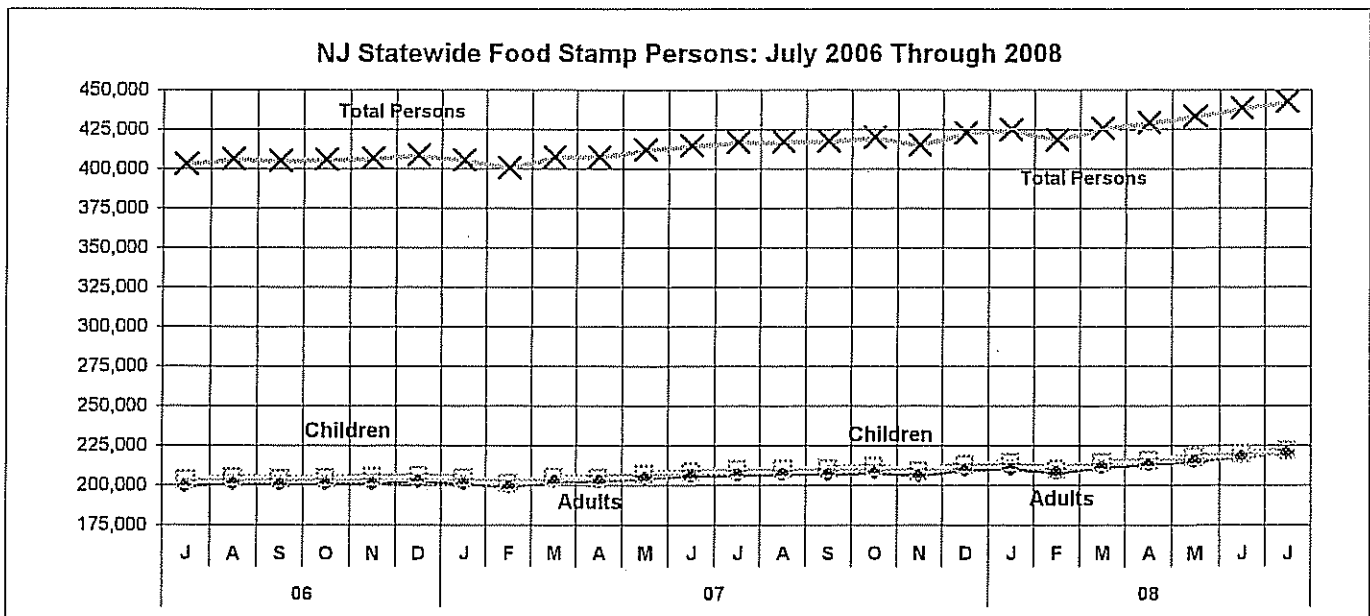 NJ Statewide Food Stamp Persons: July 2006 Through 2008
450,000
Total Persons
425,000
400,000
Total Persons
375,000
350,000
325,000
300,000
275,000
250,000
Children Children
225,000
200,000
Adults Adults
175,000
J A S O N D J F M A M J J A S O N D J F M A M J J
06 07 08